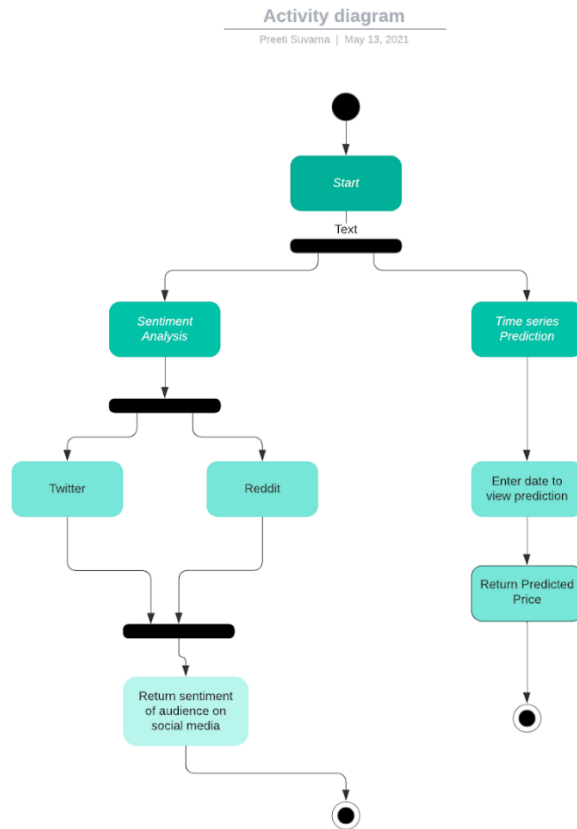 Activity diagram
Preeti Suvarna | May 13, 2021
Start
Text
Sentiment
Analysis
Time series
Prediction
Twitter
Reddit
Enter date to
view prediction
Return Predicted
Price
Return sentiment
of audience on
social media